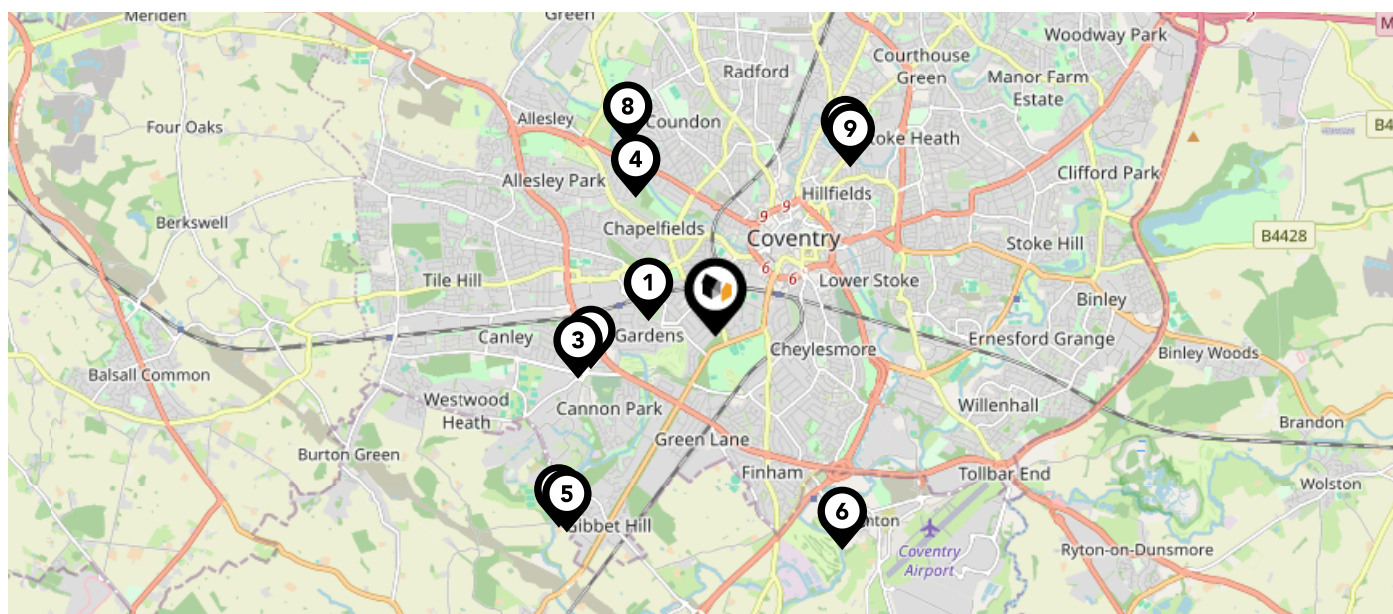 Meriden
Green
2
M
Woodway Park
Courthouse
Green
Radford
Manor Farm
Estate
8
Allesley
Coundon
Four Oaks
B4
9
toke Heath
4
Allesley Park
Clifford Park
Hillfields
Berkswell
9
9
Chapelfields
Coventry
B4428
Stoke Hill
6
6
Tile Hill
1
Lower Stoke
Binley
3
Canley
Gardens
Cheylesmore
Ernesford Grange
Binley Woods
Balsall Common
Westwood
Heath
Cannon Park
Willenhall
Brandon
Green Lane
Burton Green
Finham
Tollbar End
Wolston
5
Gibbet Hill
6
nton
Coventry
Airport
Ryton-on-Dunsmore